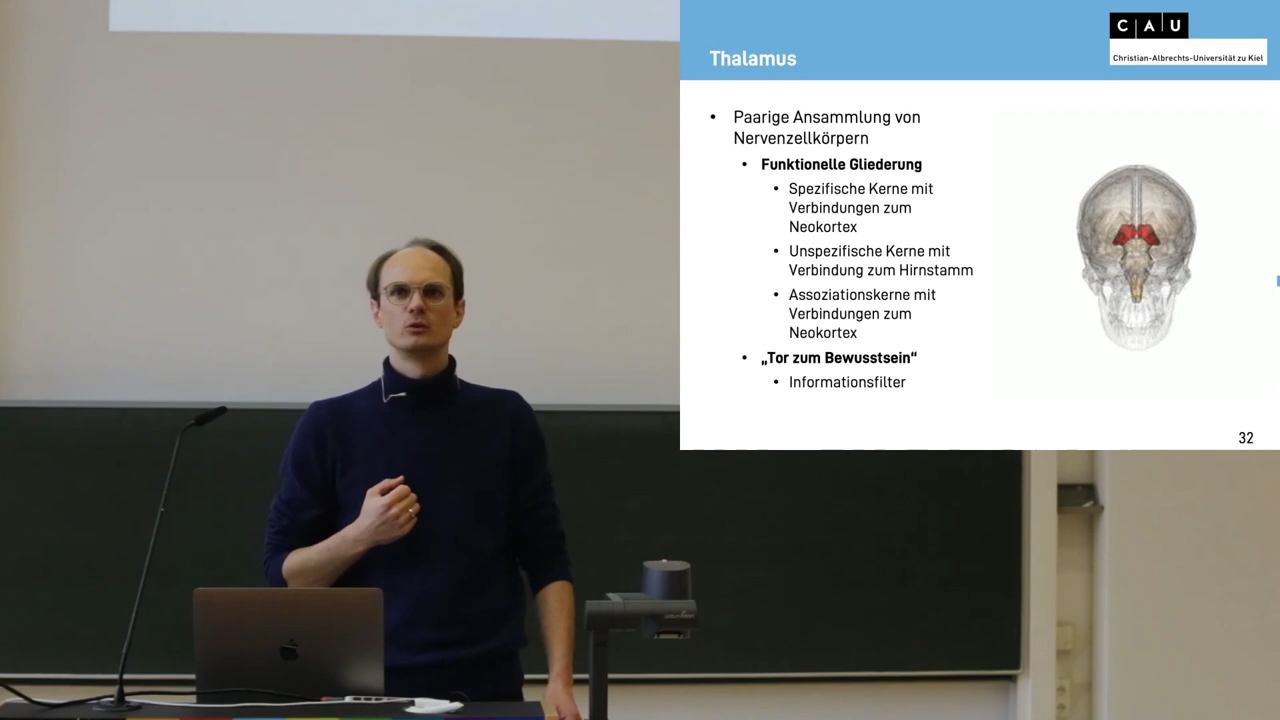 Thalamus
C A U
Christian-Albrechts-Universität zu Kiel
• Paarige Ansammlung von
Nervenzellkörpern
• Funktionelle Gliederung
• Spezifische Kerne mit
Verbindungen zum
Neokortex
• Unspezifische Kerne mit
Verbindung zum Hirnstamm
• Assoziationskerne mit
Verbindungen zum
Neokortex
• „Tor zum Bewusstsein“
• Informationsfilter
32